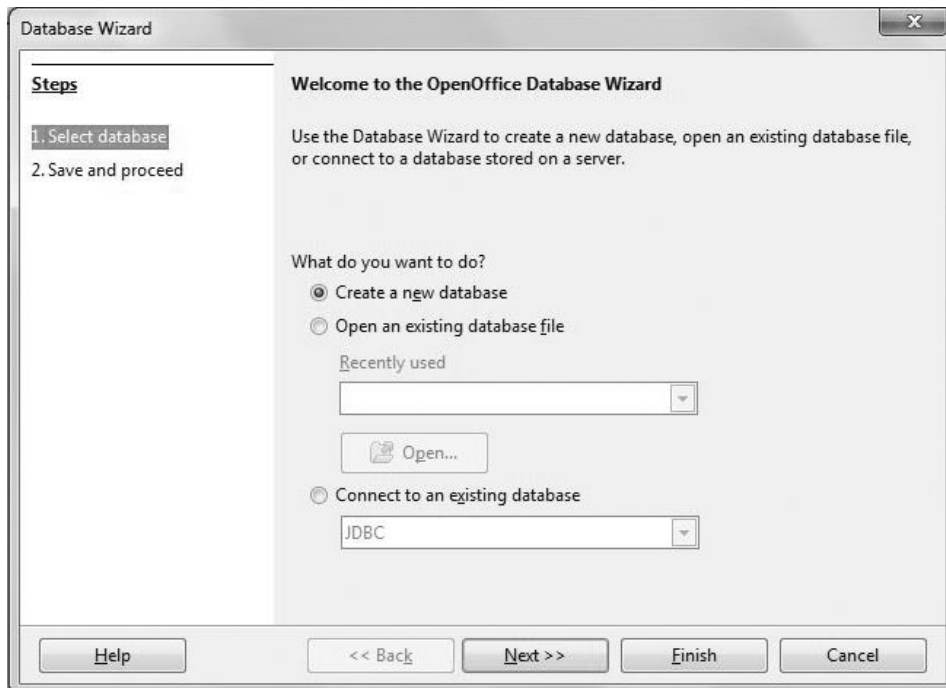 Database Wizard
X
Steps
1. Select database
2. Save and proceed
Welcome to the OpenOffice Database Wizard
Use the Database Wizard to create a new database, open an existing database file,
or connect to a database stored on a server.
What do you want to do?
Create a new database
Open an existing database file
Recently used
Open...
Connect to an existing database
JDBC
Help
<< Back
Next >>
Finish
Cancel